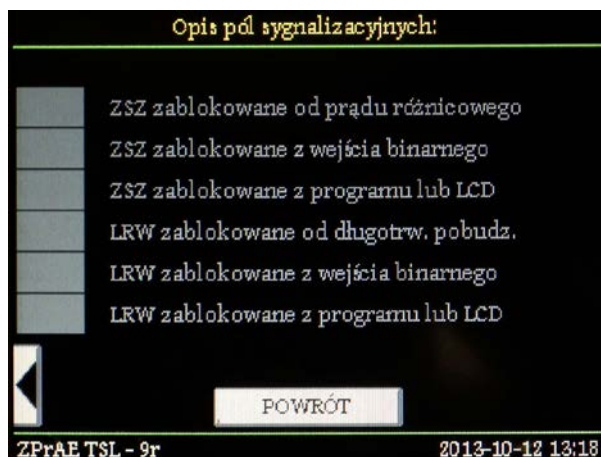 Opis pól sygnalizacyjnych:
ZSZ zablokowane od prądu różnicowego
ZSZ zablokowane z wejścia binarnego
ZSZ zablokowane z programu lub LCD
LRW zablokowane od długotrw. pobudz.
LRW zablokowane z wejścia binarnego
LRW zablokowane z programu lub LCD
POWRÓT
ZPrAE TSL - 9r 2013-10-12 13:18